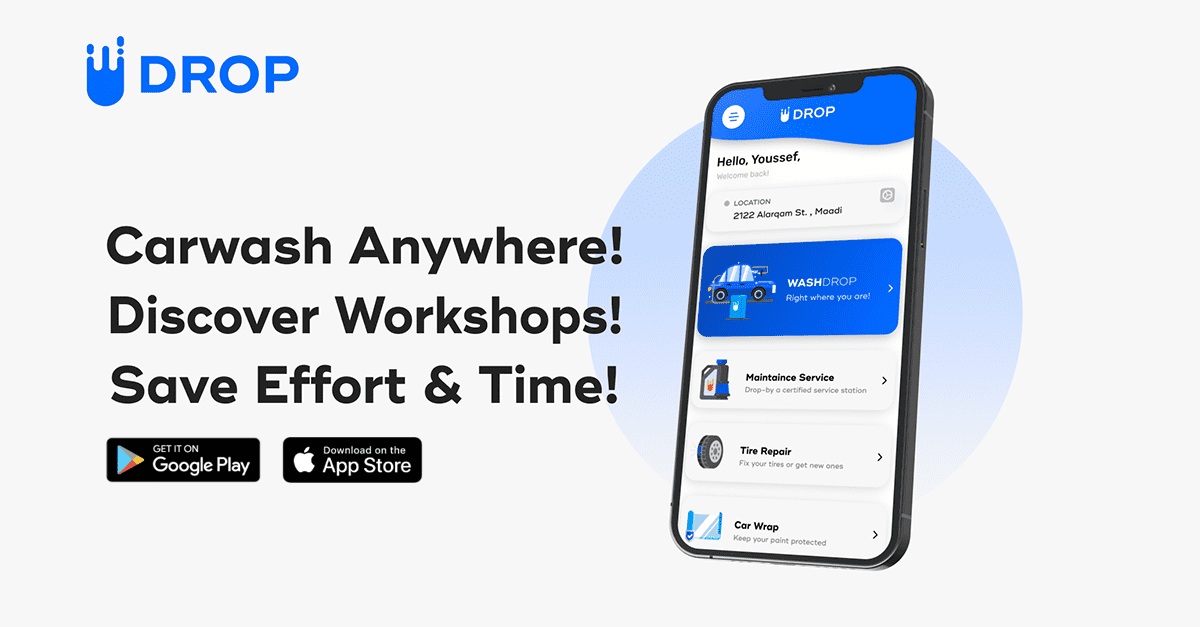 DROP
Carwash Anywhere!
Discover Workshops!
Save Effort & Time!
GET IT ON
Google Play
Download on the
App Store
DROP
Hello, Youssef,
Welcome back!
LOCATION
2122 Alarqam St. , Maadi
WASHDROP
Right where you are!
Maintaince Service
Drop-by a certified service station
Tire Repair
Fix your tires or get new ones
Car Wrap
Keep your paint protected